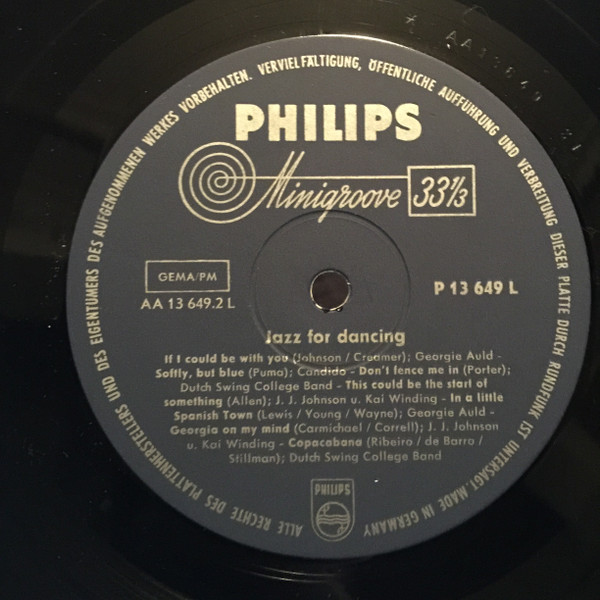 AA13649 2/
ALLE RECHTE DES PLATTENHERSTELLERS UND DES EIGENTUMERS DES AUFGENOMMENEN WERKES VORBEHALTEN. VERVIELFÄLTIGUNG, ÖFFENTLICHE AUFFÜHRUNG UND VERBREITUNG DIESER PLATTE DURCH RUNDFUNK IST UNTERSAGT. MADE IN GERMANY
PHILIPS
Minigroove 33⅓
GEMA/PM
AA 13 649.2 L
P 13 649 L
Jazz for dancing
If I could be with you (Johnson / Creamer); Georgie Auld -
Softly, but blue (Puma); Candido - Don't fence me in (Porter);
Dutch Swing College Band - This could be the start of
something (Allen); J. J. Johnson u. Kai Winding - In a little
Spanish Town (Lewis / Young / Wayne); Georgie Auld -
Georgia on my mind (Carmichael / Correll); J. J. Johnson
u. Kai Winding - Copacabana (Ribeiro / de Barro /
Stillman); Dutch Swing College Band
PHILIPS